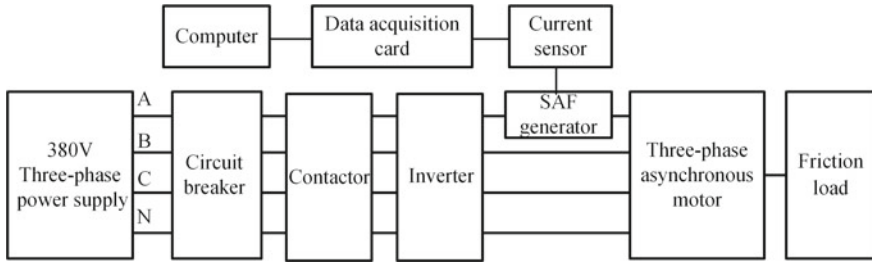 Computer
Data acquisition
card
Current
sensor
A
B
C
N
380V
Three-phase
power supply
Circuit
breaker
Contactor
Inverter
SAF
generator
Three-phase
asynchronous
motor
Friction
load